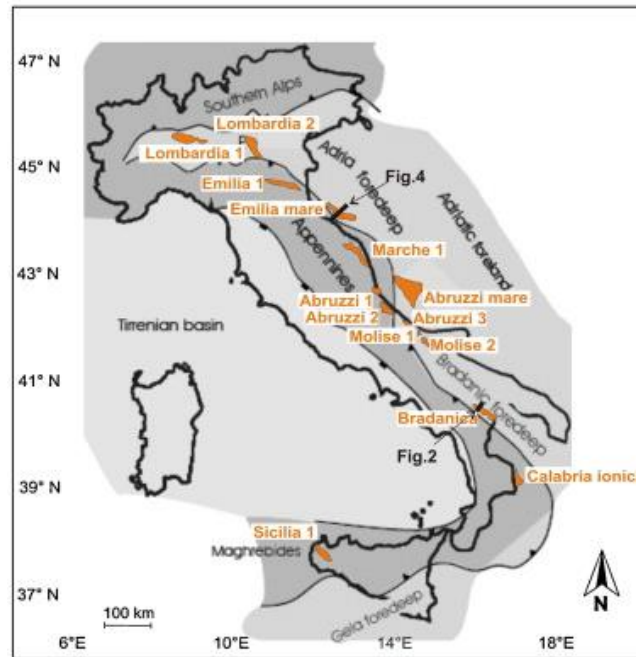 47° N
Southern Alps
Lombardia 2
Lombardia 1
45° N
Adria foredeep
Fig.4
Emilia 1
Emilia mare
Adriatic foreland
Appennines
Marche 1
43° N
Abruzzi 1
Abruzzi mare
Abruzzi 2
Abruzzi 3
Tirrenian basin
Molise 1
Molise 2
41° N
Bradanic foredeep
Bradanica
Fig.2
39° N
Calabria ionic
Sicilia 1
Maghrebides
37° N
Gela foredeep
100 km
N
6°E
10°E
14°E
18°E